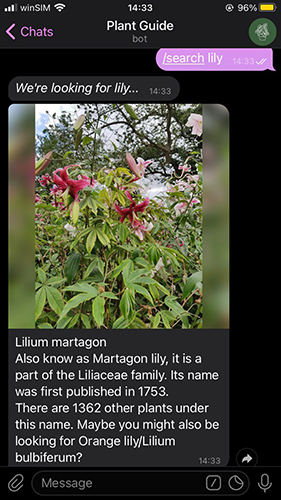 winSIM 14:33 96%
Chats Plant Guide
bot
/search lily 14:33
We're looking for lily... 14:33
Lilium martagon
Also know as Martagon lily, it is a
part of the Liliaceae family. Its name
was first published in 1753.
There are 1362 other plants under
this name. Maybe you might also be
looking for Orange lily/Lilium
bulbiferum?
14:33
Message